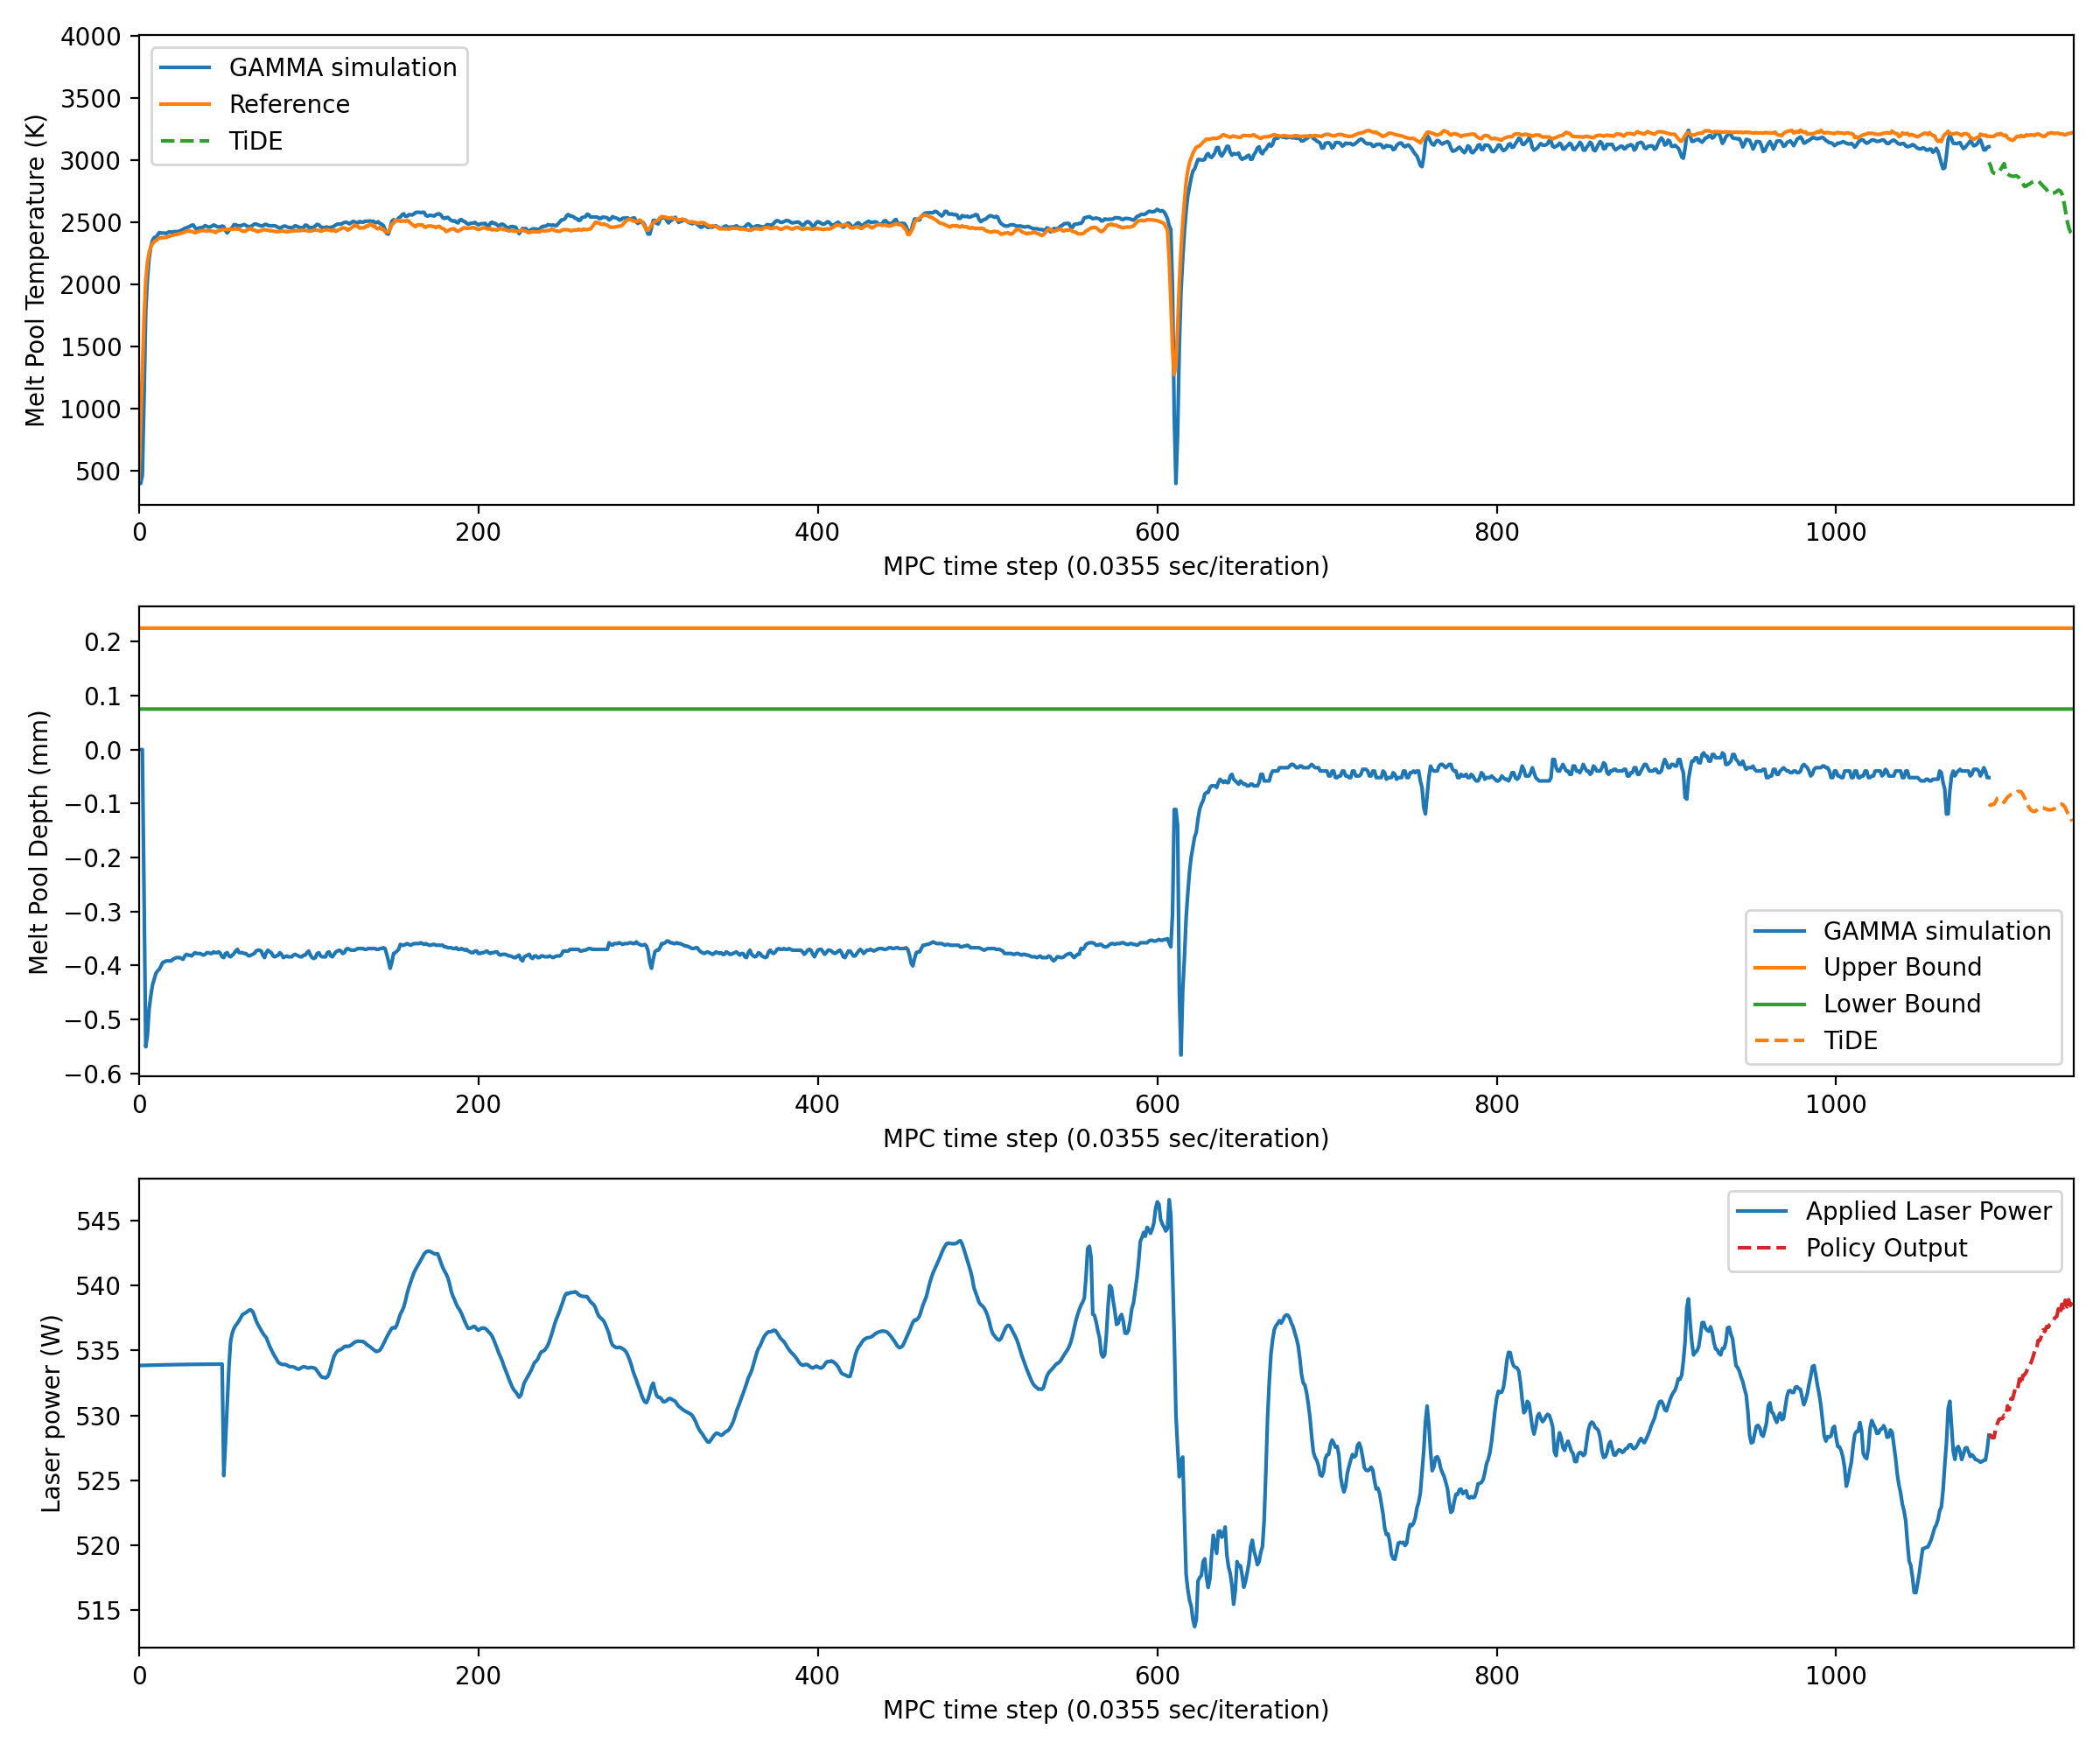 4000
3500
3000
2500
2000
1500
1000
500
Melt Pool Temperature (K)
GAMMA simulation
Reference
TiDE
0 200 400 600 800 1000
MPC time step (0.0355 sec/iteration)
0.2
0.1
0.0
−0.1
−0.2
−0.3
−0.4
−0.5
−0.6
Melt Pool Depth (mm)
GAMMA simulation
Upper Bound
Lower Bound
TiDE
0 200 400 600 800 1000
MPC time step (0.0355 sec/iteration)
545
540
535
530
525
520
515
Laser power (W)
Applied Laser Power
Policy Output
0 200 400 600 800 1000
MPC time step (0.0355 sec/iteration)